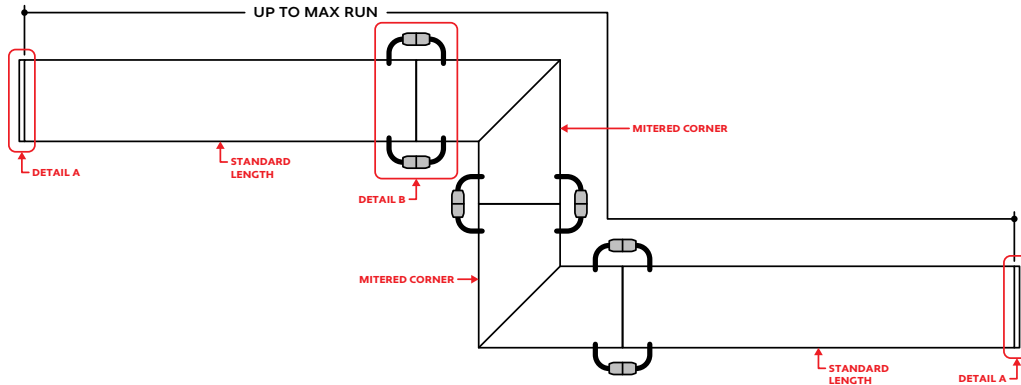 UP TO MAX RUN
MITERED CORNER
STANDARD
LENGTH
DETAIL A
DETAIL B
MITERED CORNER
STANDARD
LENGTH
DETAIL A